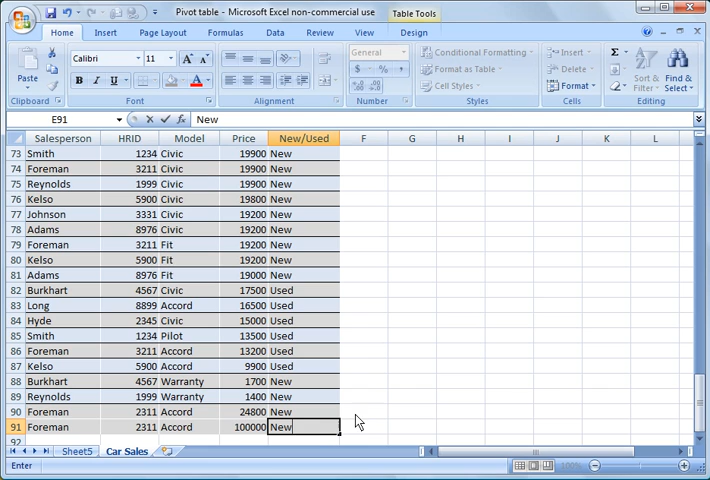 Pivot table - Microsoft Excel non-commercial use
Table Tools
Home Insert Page Layout Formulas Data Review View Design
Calibri 11 General Conditional Formatting Insert Σ
Paste B I U A A A $ % , Format as Table Delete Sort & Filter Find & Select
Cell Styles Format
Clipboard Font Alignment Number Styles Cells Editing
E91 New
Salesperson HRID Model Price New/Used F G H I J K L
73 Smith 1234 Civic 19900 New
74 Foreman 3211 Civic 19900 New
75 Reynolds 1999 Civic 19900 New
76 Kelso 5900 Civic 19800 New
77 Johnson 3331 Civic 19200 New
78 Adams 8976 Civic 19200 New
79 Foreman 3211 Fit 19200 New
80 Kelso 5900 Fit 19200 New
81 Adams 8976 Fit 19000 New
82 Burkhart 4567 Civic 17500 Used
83 Long 8899 Accord 16500 Used
84 Hyde 2345 Civic 15000 Used
85 Smith 1234 Pilot 13500 Used
86 Foreman 3211 Accord 13200 Used
87 Kelso 5900 Accord 9900 Used
88 Burkhart 4567 Warranty 1700 New
89 Reynolds 1999 Warranty 1400 New
90 Foreman 2311 Accord 24800 New
91 Foreman 2311 Accord 100000 New
92
Sheet5 Car Sales
Enter 100%